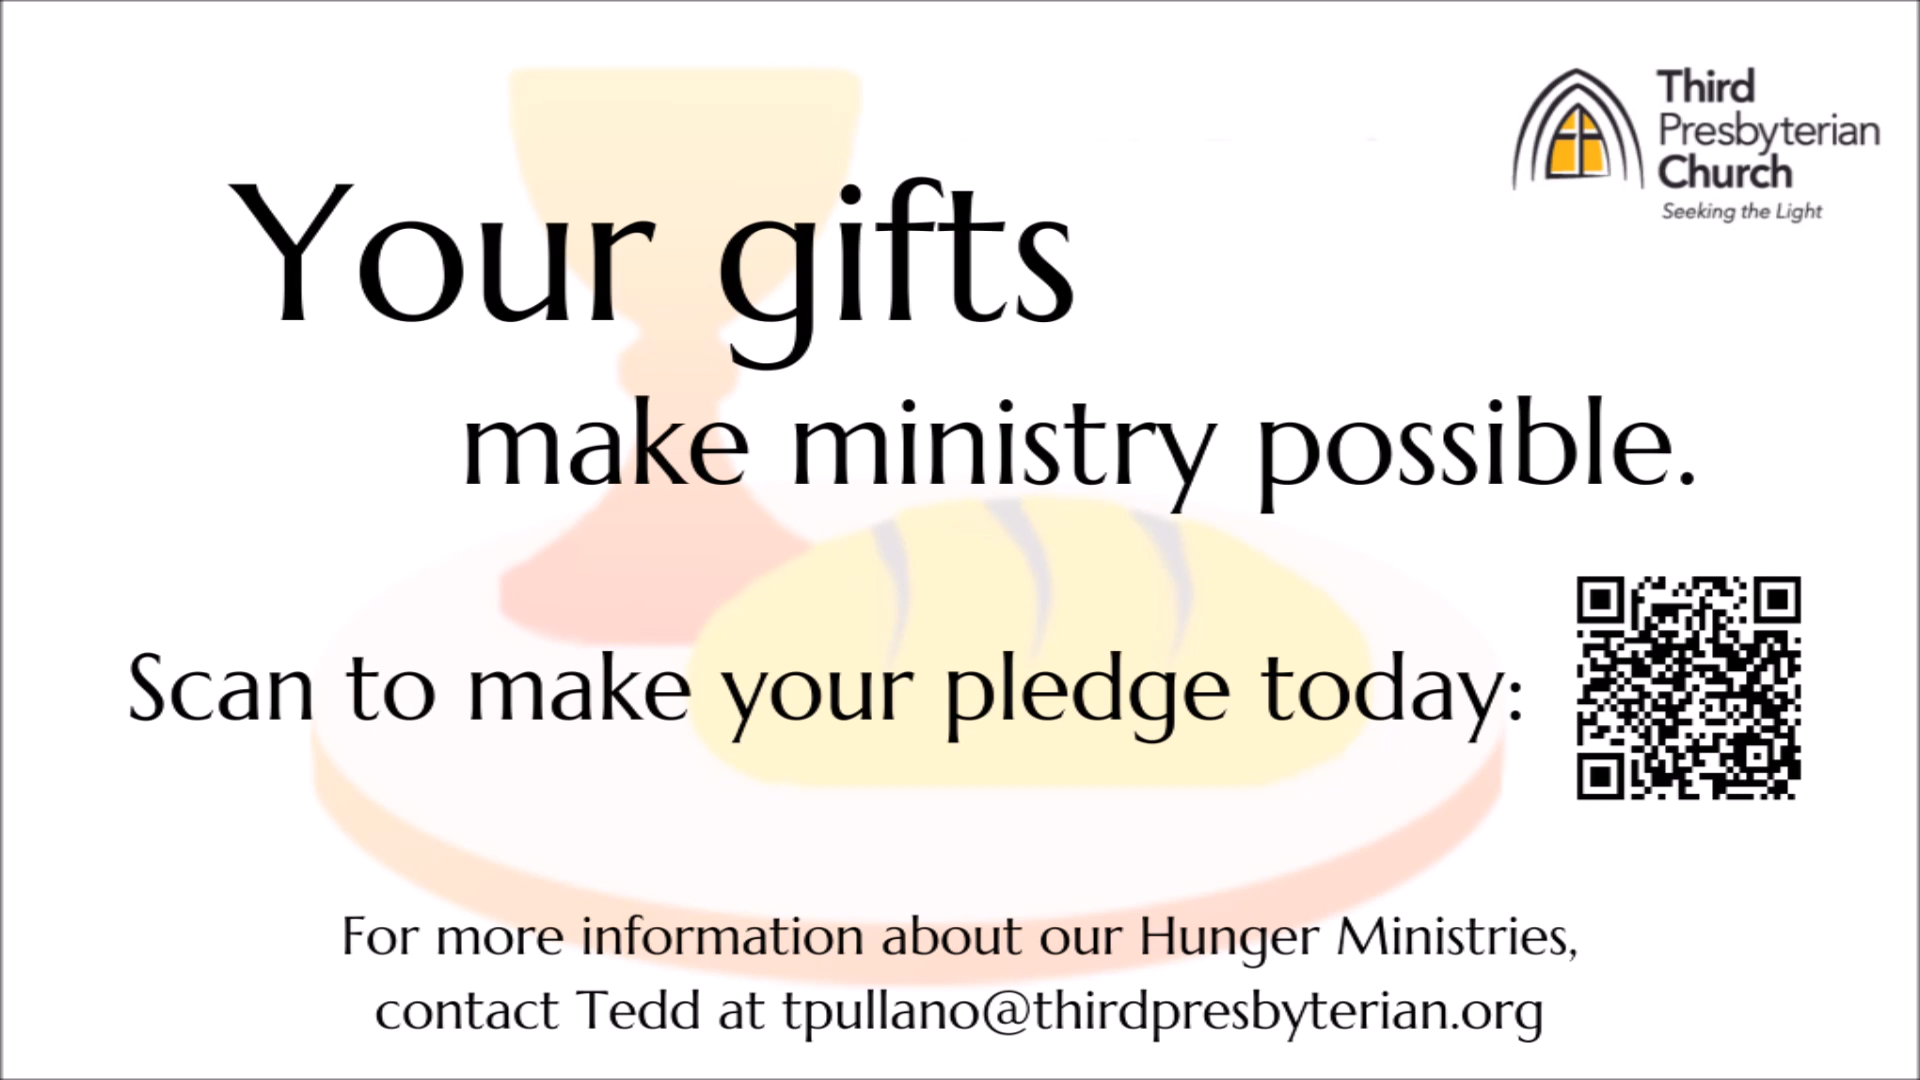 Third
Presbyterian
Church
Seeking the Light
Your gifts
make ministry possible.
Scan to make your pledge today:
For more information about our Hunger Ministries,
contact Tedd at tpullano@thirdpresbyterian.org